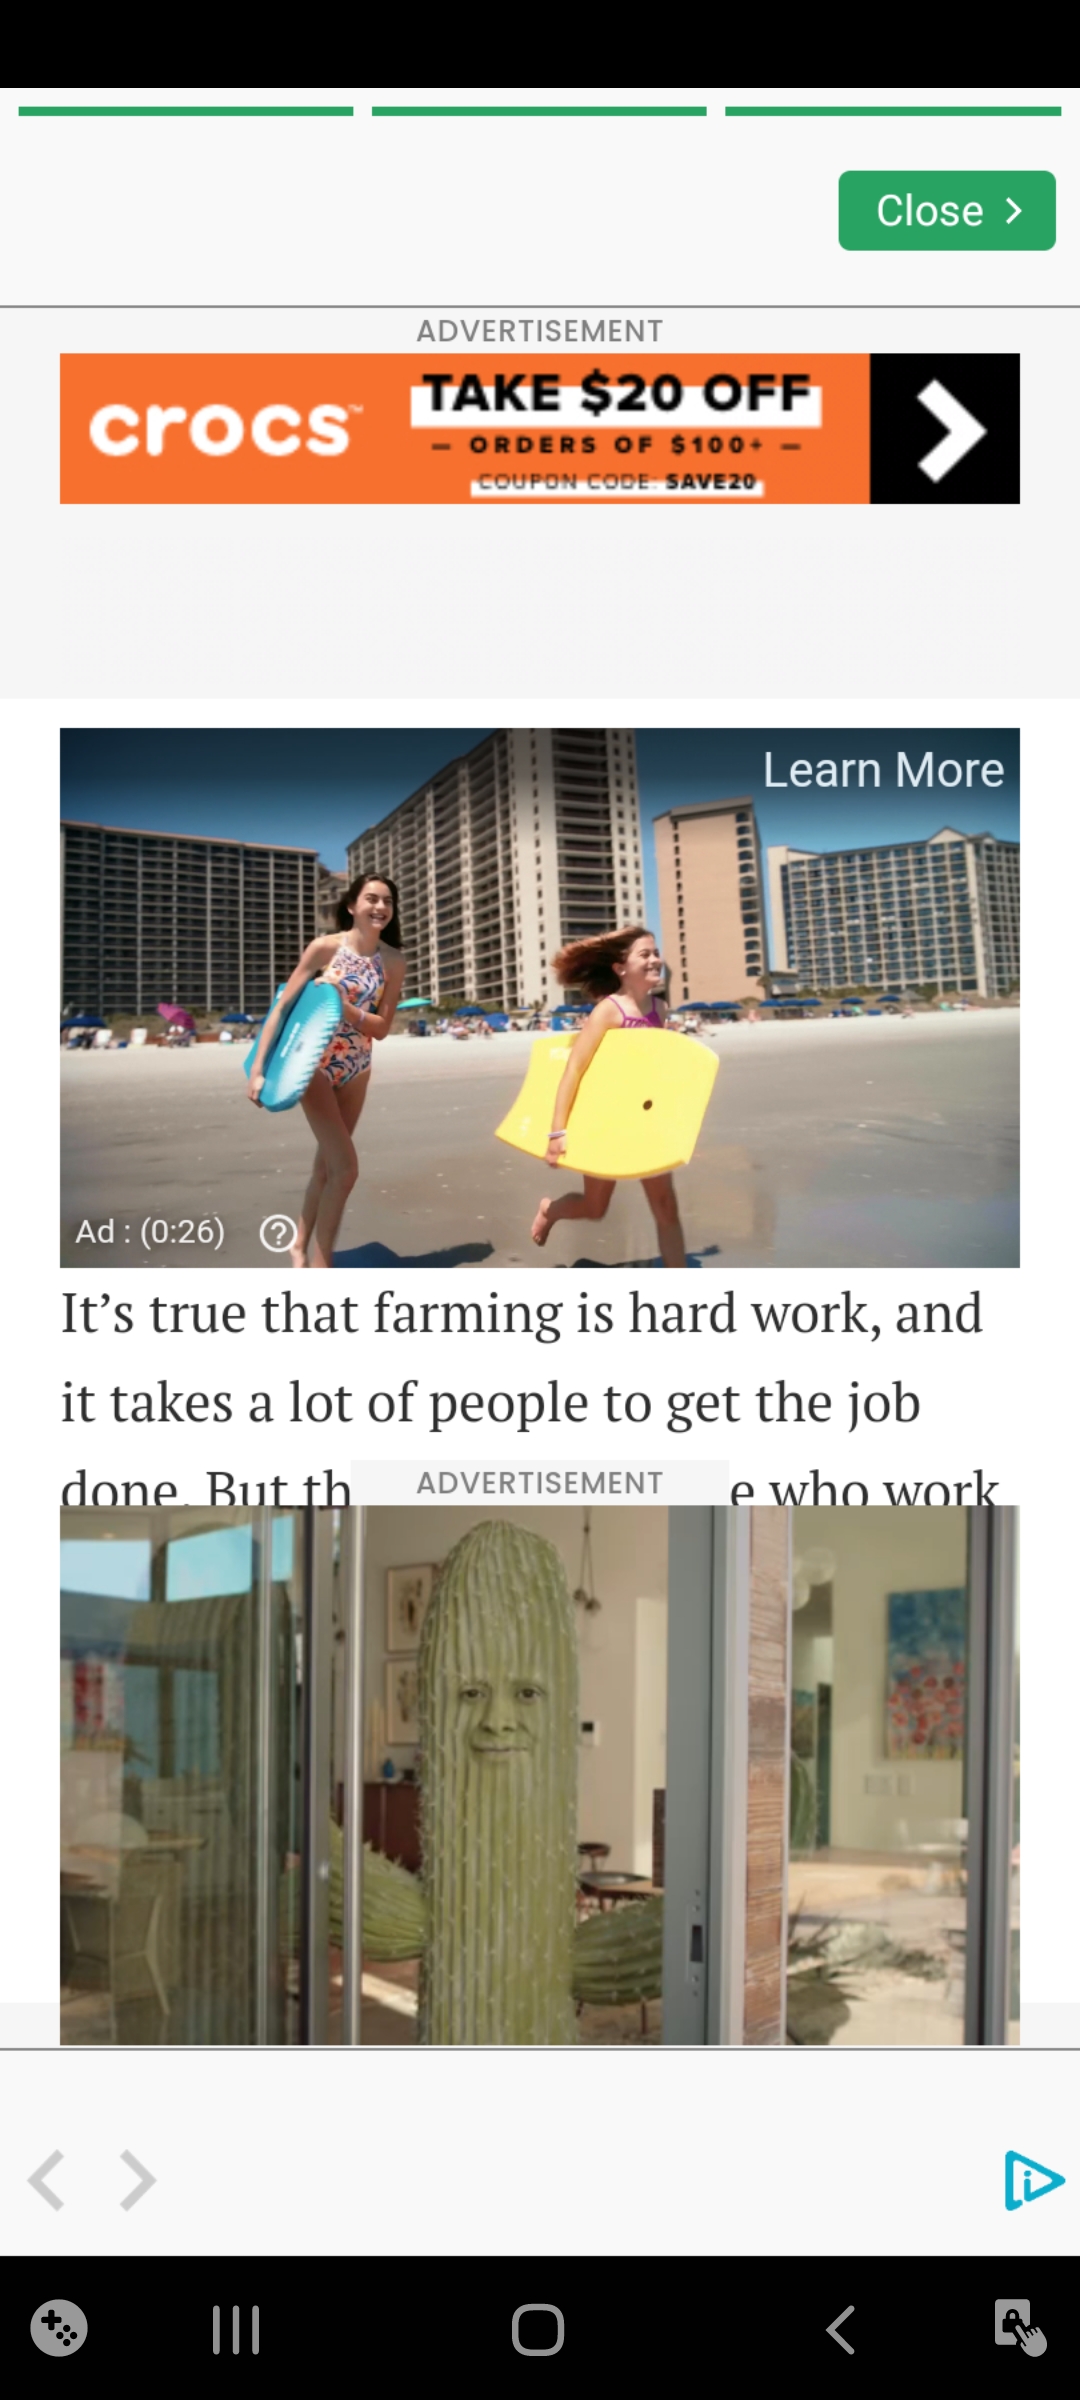 Close
ADVERTISEMENT
crocs™
TAKE $20 OFF
— ORDERS OF $100+ —
COUPON CODE: SAVE20
Learn More
Ad : (0:26)
It’s true that farming is hard work, and
it takes a lot of people to get the job
done. But th
ADVERTISEMENT
e who work